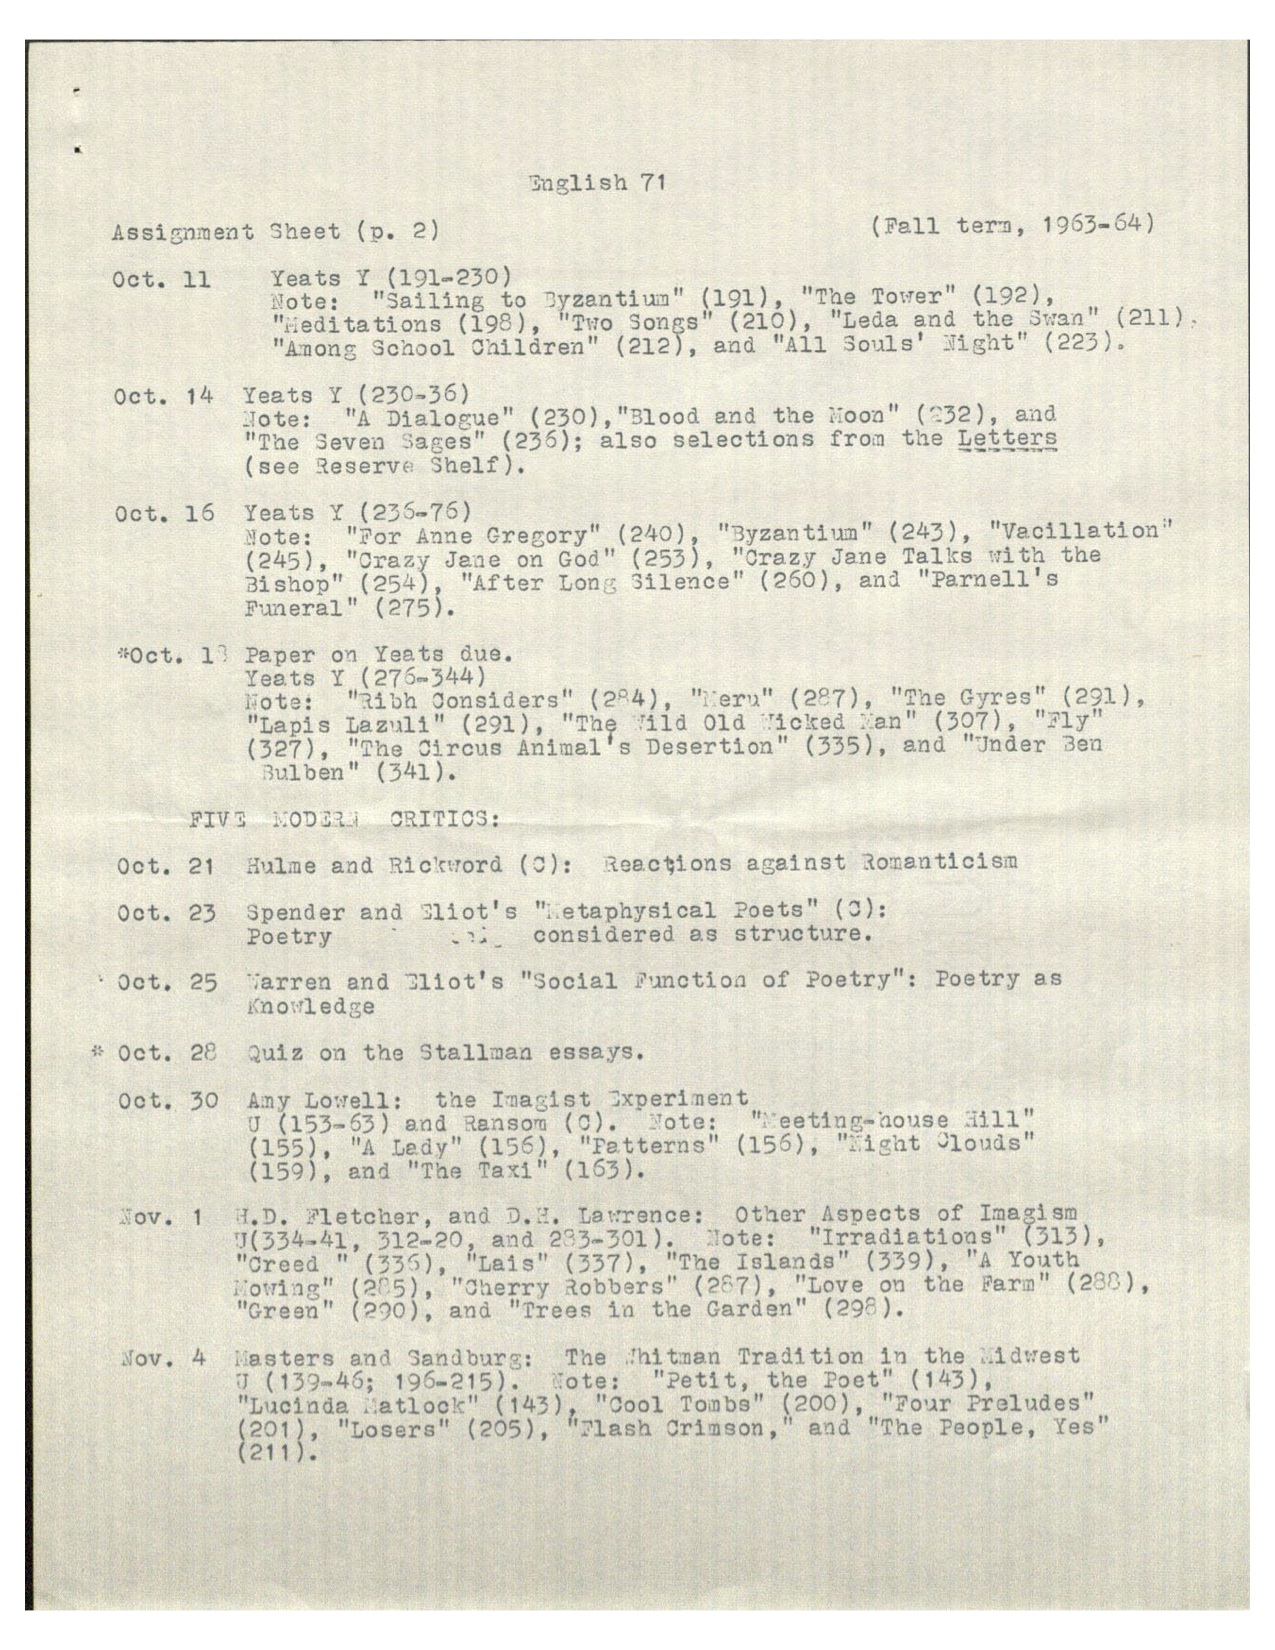 English 71
Assignment Sheet (p. 2) (Fall term, 1963-64)
Oct. 11 Yeats Y (191-230)
Note: "Sailing to Byzantium" (191), "The Tower" (192),
"Meditations (198), "Two Songs" (210), "Leda and the Swan" (211),
"Among School Children" (212), and "All Souls' Night" (223).
Oct. 14 Yeats Y (230-36)
Note: "A Dialogue" (230),"Blood and the Moon" (232), and
"The Seven Sages" (236); also selections from the Letters
(see Reserve Shelf).
Oct. 16 Yeats Y (236-76)
Note: "For Anne Gregory" (240), "Byzantium" (243), "Vacillation"
(245), "Crazy Jane on God" (253), "Crazy Jane Talks with the
Bishop" (254), "After Long Silence" (260), and "Parnell's
Funeral" (275).
*Oct. 18 Paper on Yeats due.
Yeats Y (276-344)
Note: "Ribh Considers" (284), "Meru" (287), "The Gyres" (291),
"Lapis Lazuli" (291), "The Wild Old Wicked Man" (307), "Fly"
(327), "The Circus Animal's Desertion" (335), and "Under Ben
Bulben" (341).
FIVE MODERN CRITICS:
Oct. 21 Hulme and Rickword (C): Reactions against Romanticism
Oct. 23 Spender and Eliot's "Metaphysical Poets" (C):
Poetry considered as structure.
Oct. 25 Warren and Eliot's "Social Function of Poetry": Poetry as
Knowledge
* Oct. 28 Quiz on the Stallman essays.
Oct. 30 Amy Lowell: the Imagist Experiment
U (153-63) and Ransom (C). Note: "Meeting-house Hill"
(155), "A Lady" (156), "Patterns" (156), "Night Clouds"
(159), and "The Taxi" (163).
Nov. 1 H.D. Fletcher, and D.H. Lawrence: Other Aspects of Imagism
U(334-41, 312-20, and 283-301). Note: "Irradiations" (313),
"Creed " (336), "Lais" (337), "The Islands" (339), "A Youth
Mowing" (285), "Cherry Robbers" (287), "Love on the Farm" (288),
"Green" (290), and "Trees in the Garden" (298).
Nov. 4 Masters and Sandburg: The Whitman Tradition in the Midwest
U (139-46; 196-215). Note: "Petit, the Poet" (143),
"Lucinda Matlock" (143), "Cool Tombs" (200), "Four Preludes"
(201), "Losers" (205), "Flash Crimson," and "The People, Yes"
(211).